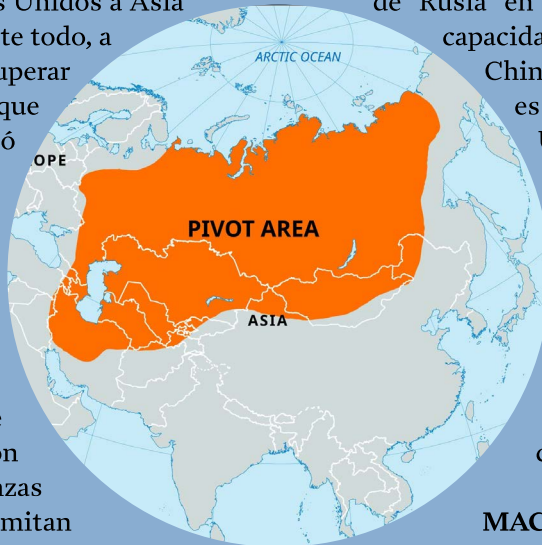 s Unidos a Asia
te todo, a
uperar
que
ó
ón
nzas
mitan
ARCTIC OCEAN
OPE
PIVOT AREA
ASIA
de Rusia en
capacida
Chin
es
MAC